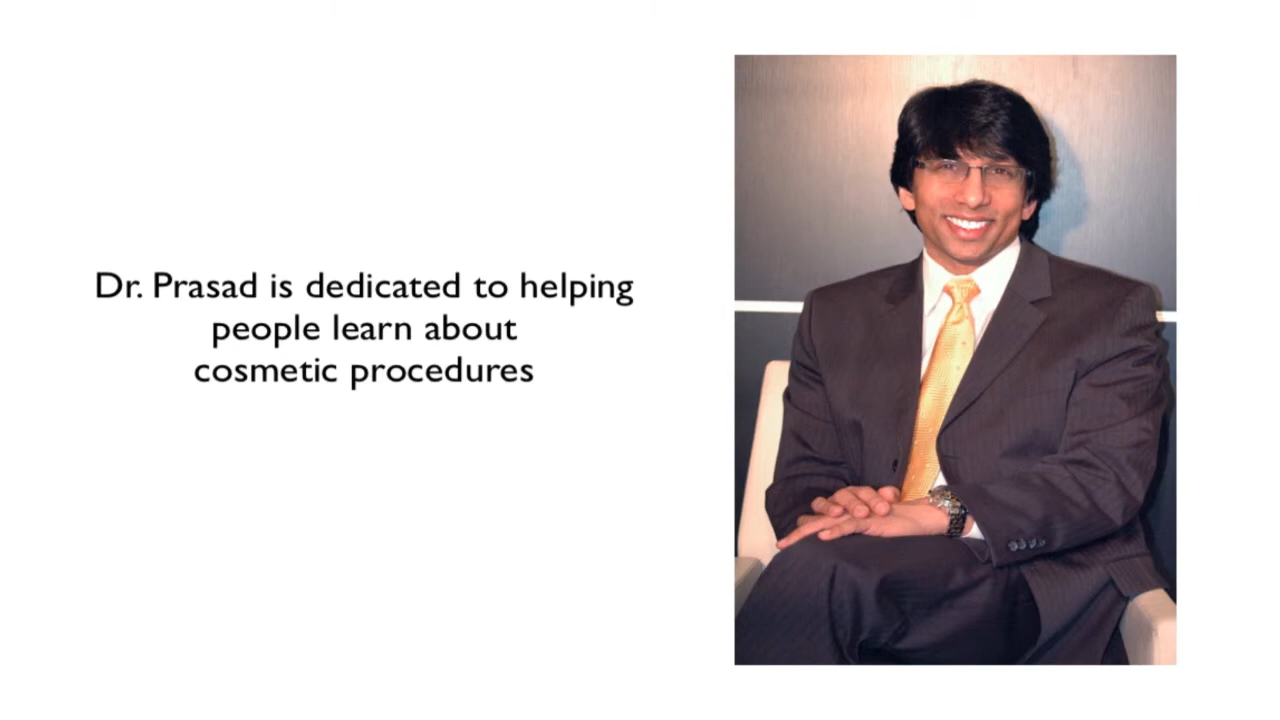 Dr. Prasad is dedicated to helping
people learn about
cosmetic procedures